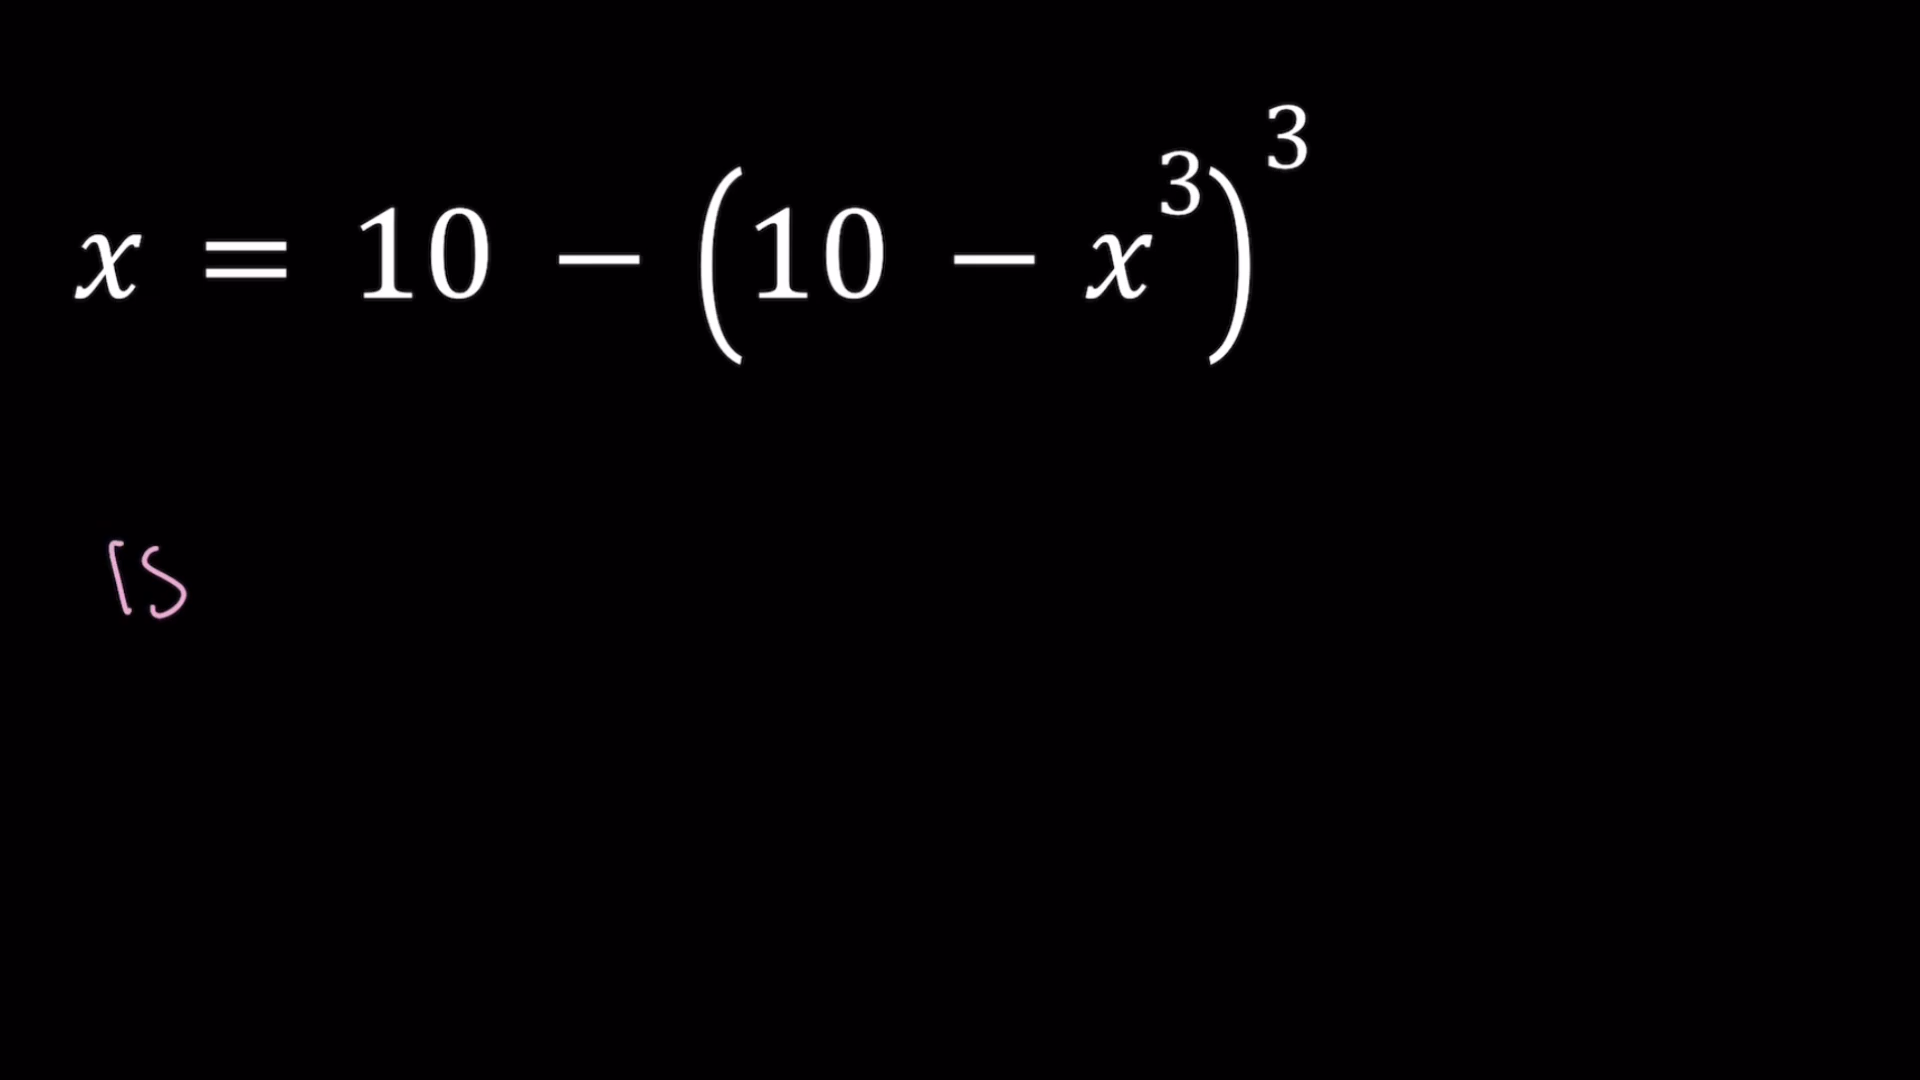 x = 10 − (10 − x³)³
is